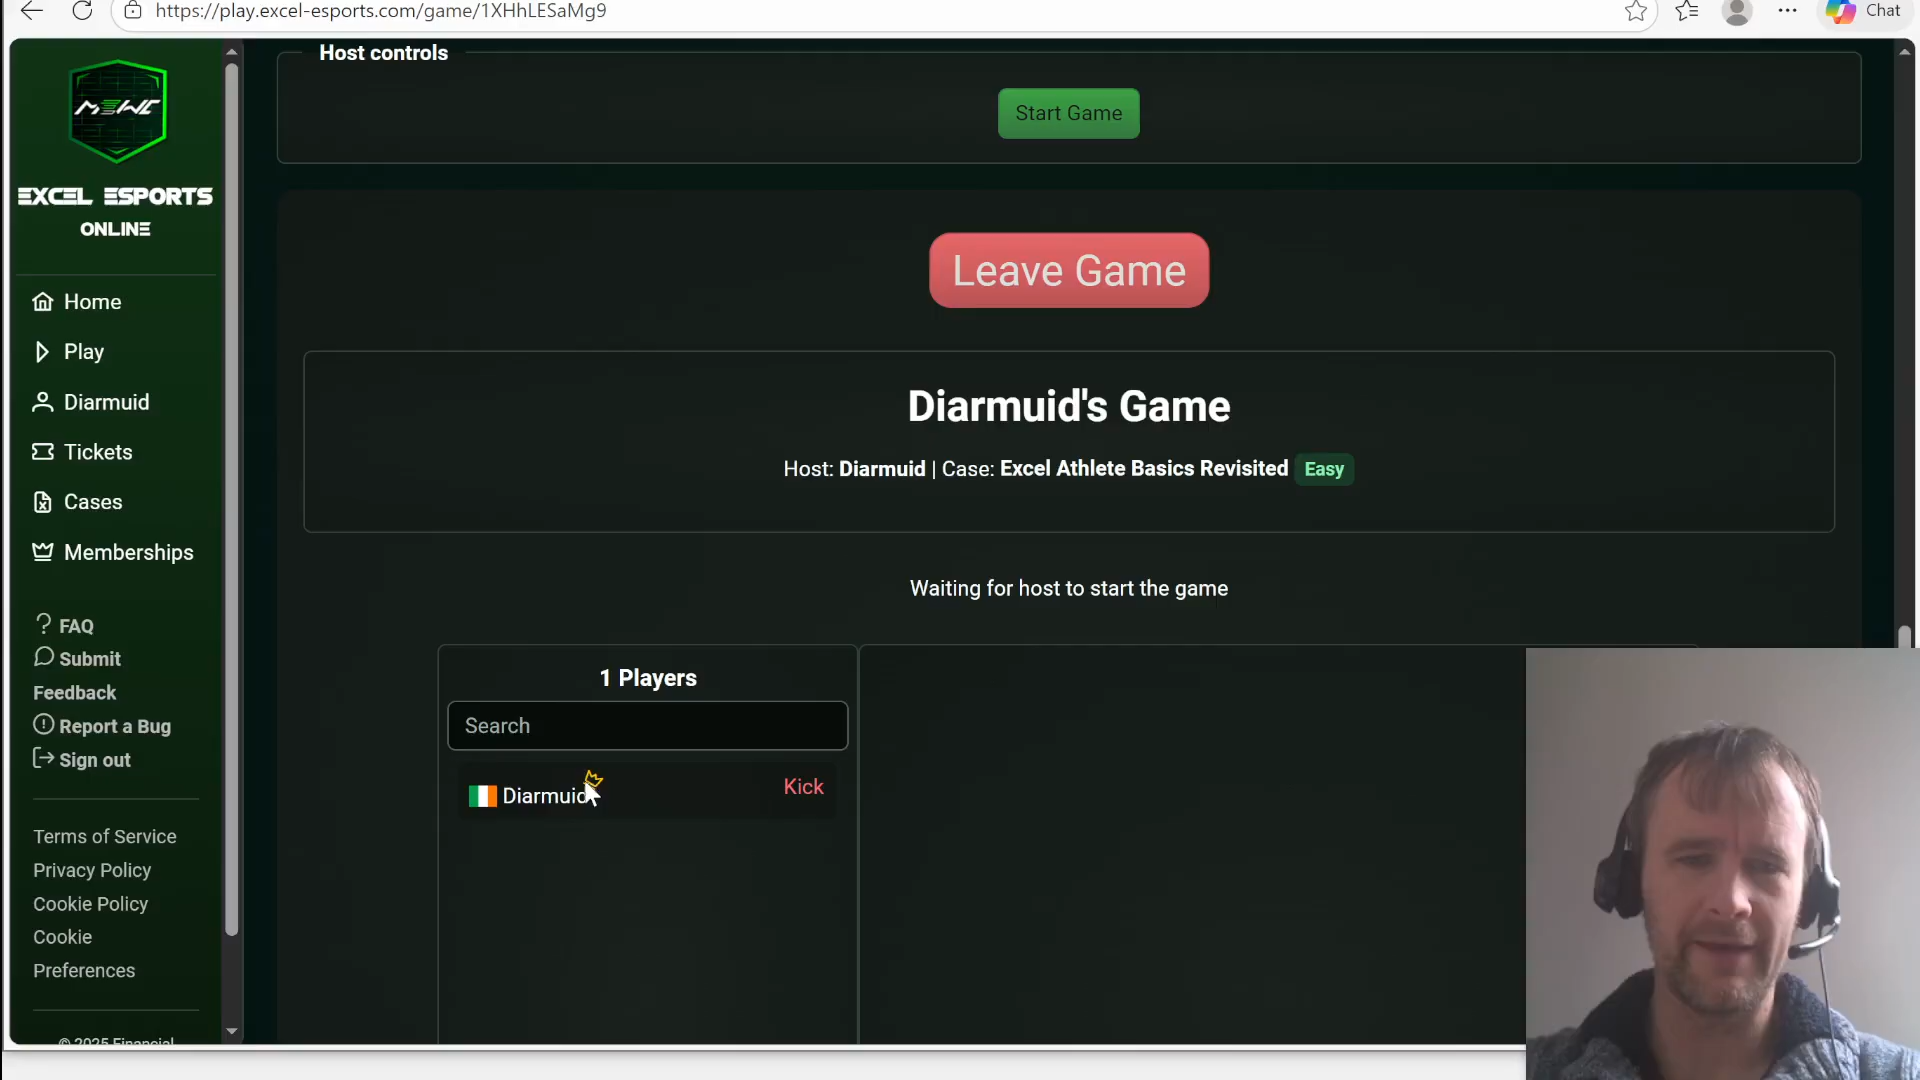 https://play.excel-esports.com/game/1XHhLESaMg9
Chat
MEWC
EXCEL ESPORTS
ONLINE
Home
Play
Diarmuid
Tickets
Cases
Memberships
FAQ
Submit
Feedback
Report a Bug
Sign out
Terms of Service
Privacy Policy
Cookie Policy
Cookie
Preferences
© 2025 Financial
Host controls
Start Game
Leave Game
Diarmuid's Game
Host: Diarmuid | Case: Excel Athlete Basics Revisited Easy
Waiting for host to start the game
1 Players
Search
Diarmuid
Kick